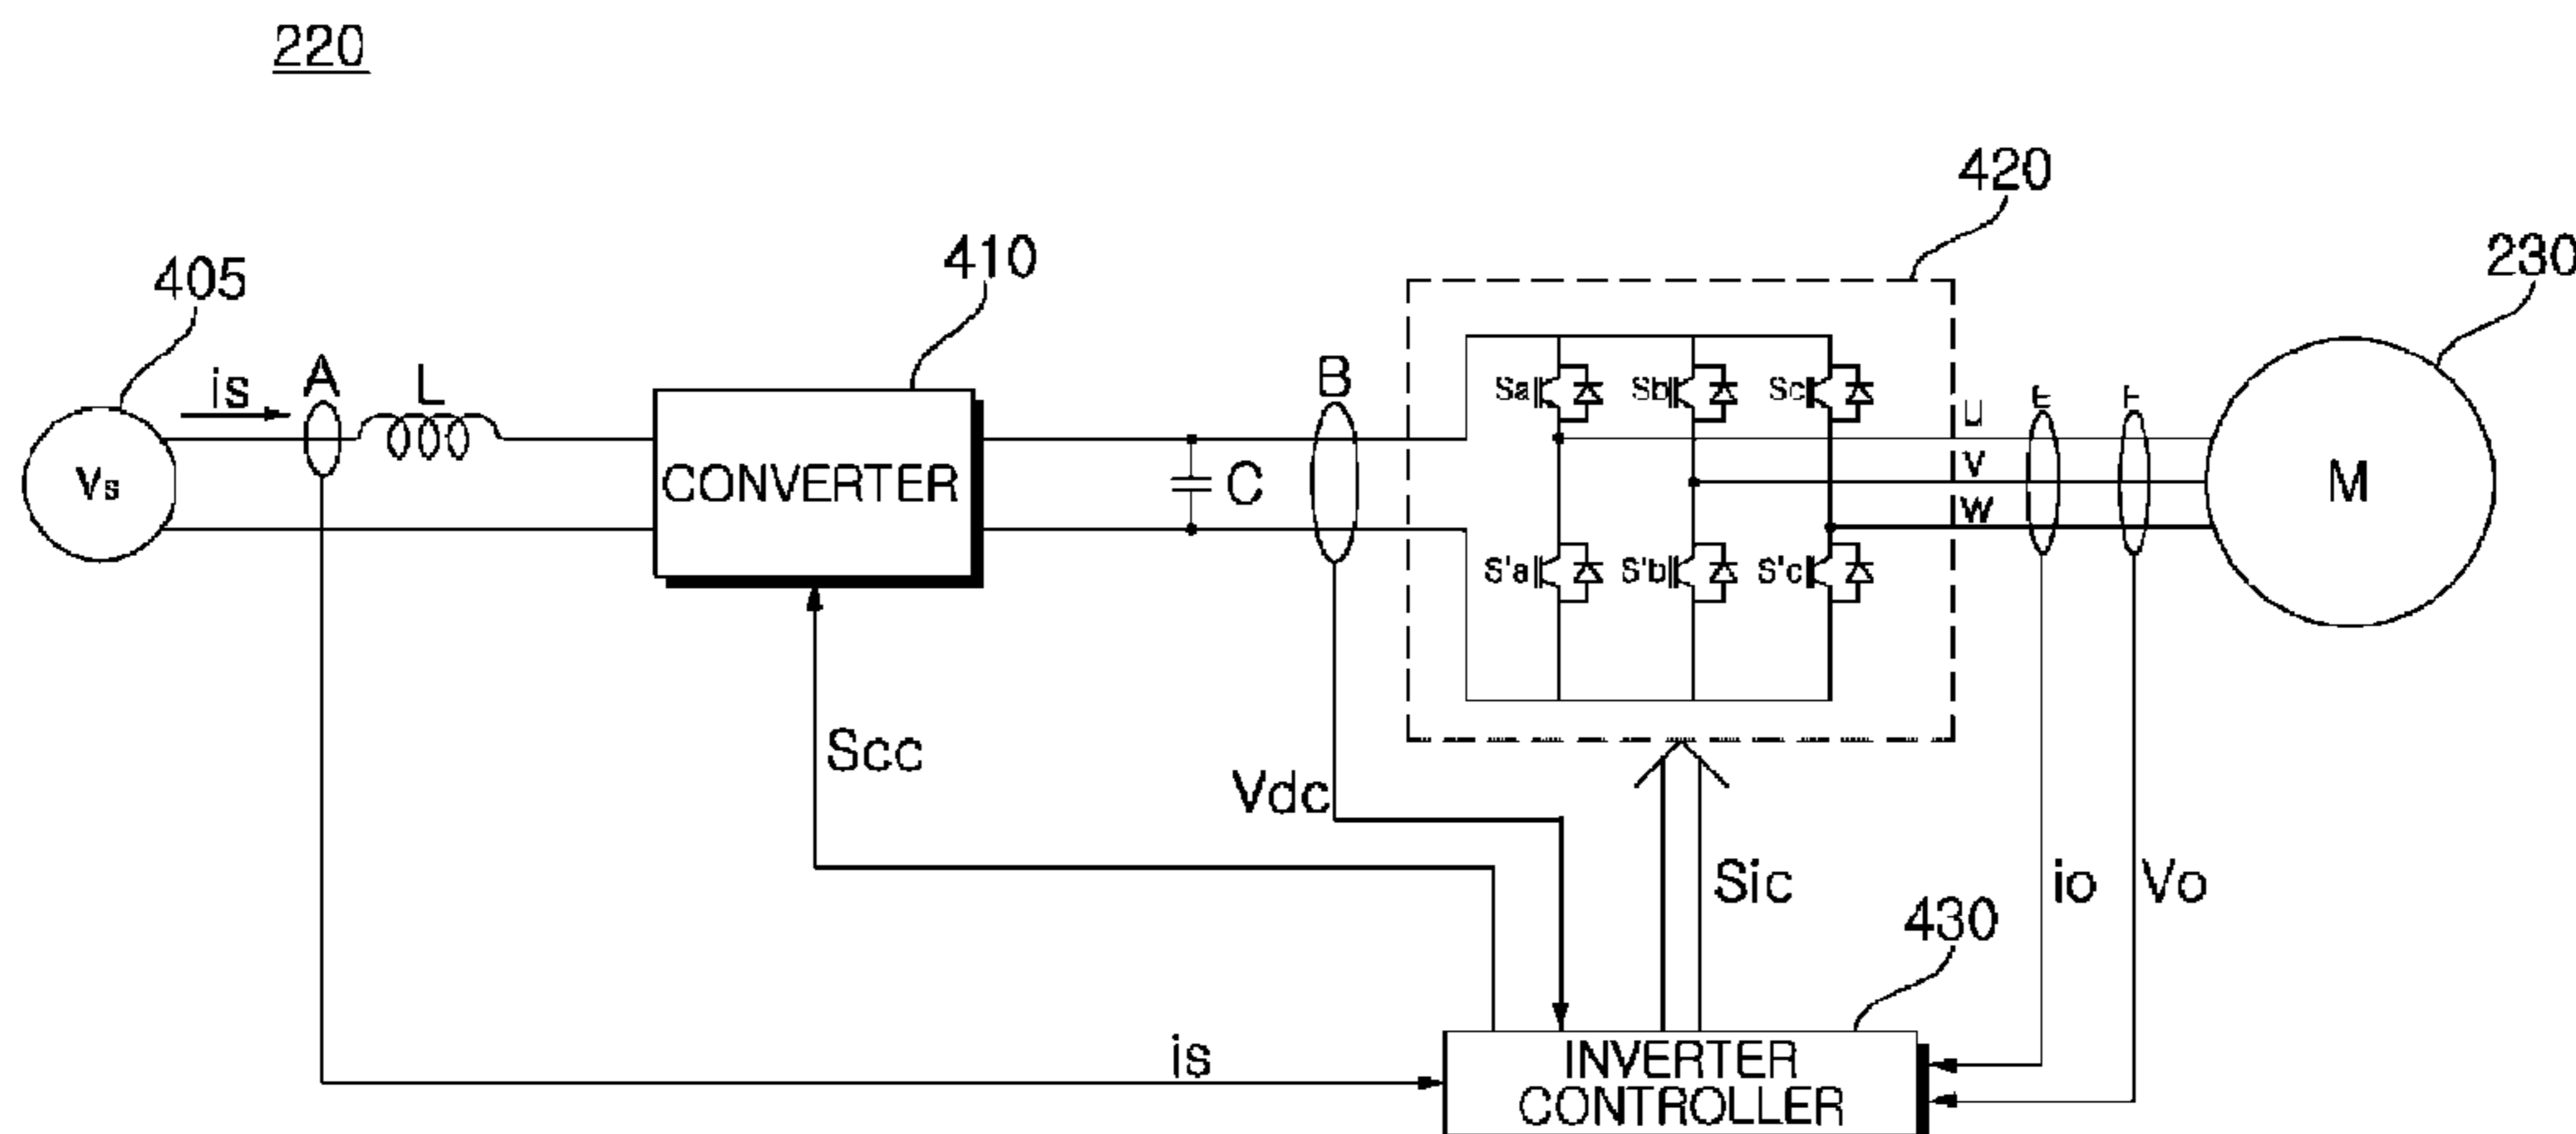 220
420
230
410
405
is
A
L
B
Sa
Sb
Sc
U
E
F
Vs
CONVERTER
C
V
M
W
S'a
S'b
S'c
Scc
Vdc
Sic
io
Vo
430
is
INVERTER
CONTROLLER